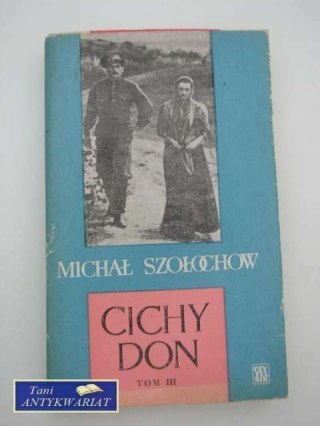 MICHAŁ SZOŁOCHOW
CICHY
DON
TOM III
Tani
ANTYKWARIAT